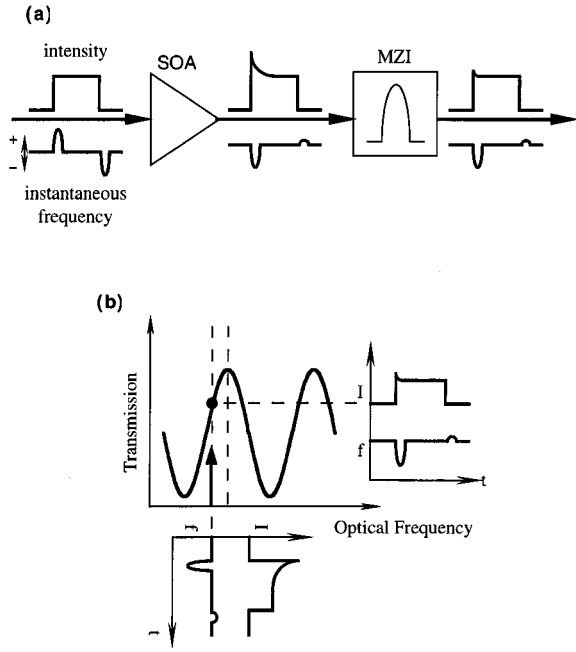 (a)
intensity
SOA
MZI
+
−
instantaneous
frequency
(b)
Transmission
I
f
t
Optical Frequency
f
I
t